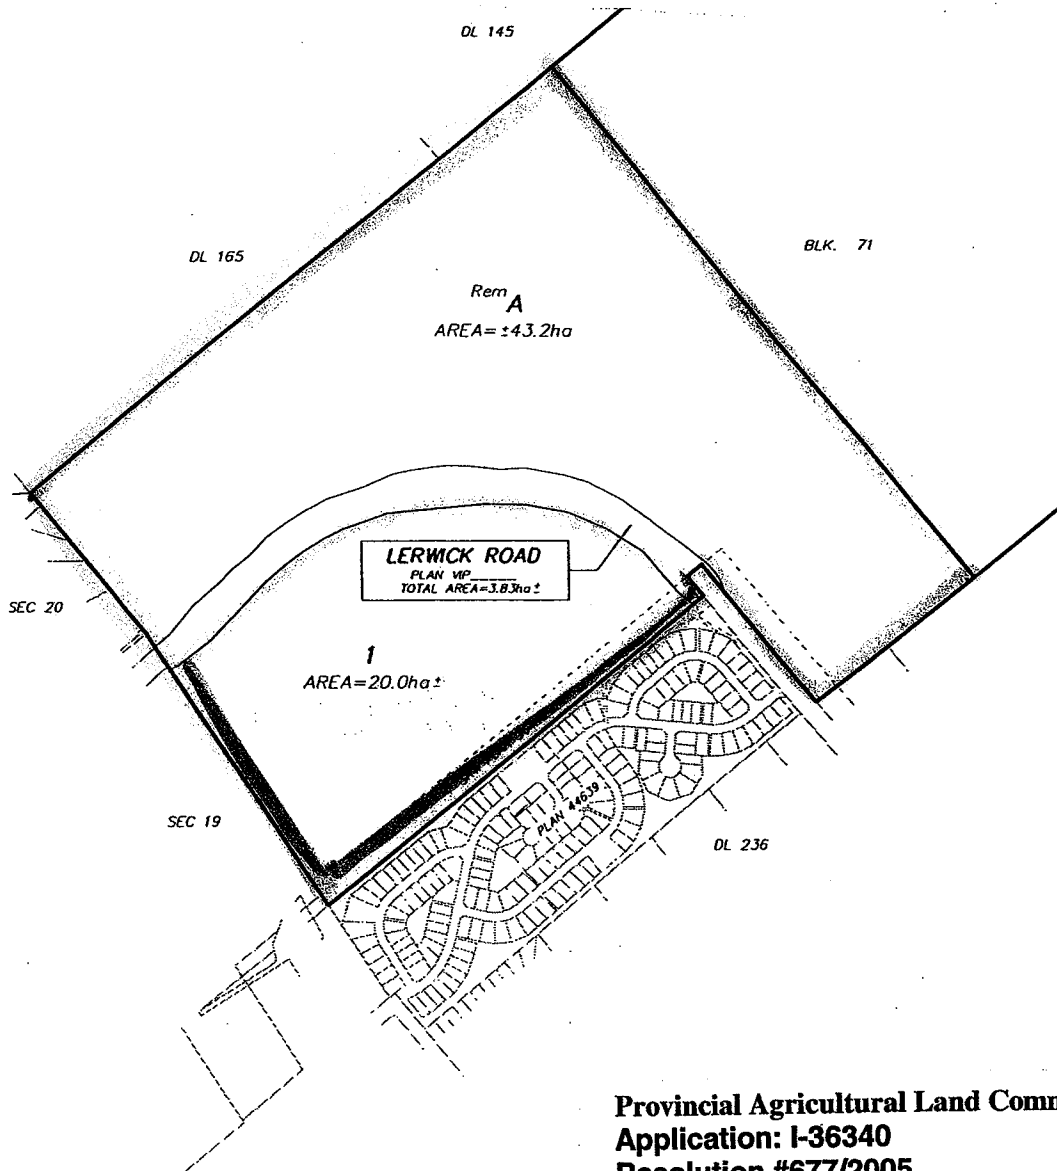 DL 145
DL 165
BLK. 71
Rem A
AREA= ±43.2ha
LERWICK ROAD
PLAN VIP______
TOTAL AREA=3.83ha±
SEC 20
1
AREA=20.0ha±
SEC 19
PLAN 44639
DL 236
Provincial Agricultural Land Comm
Application: I-36340
Resolution #677/2005